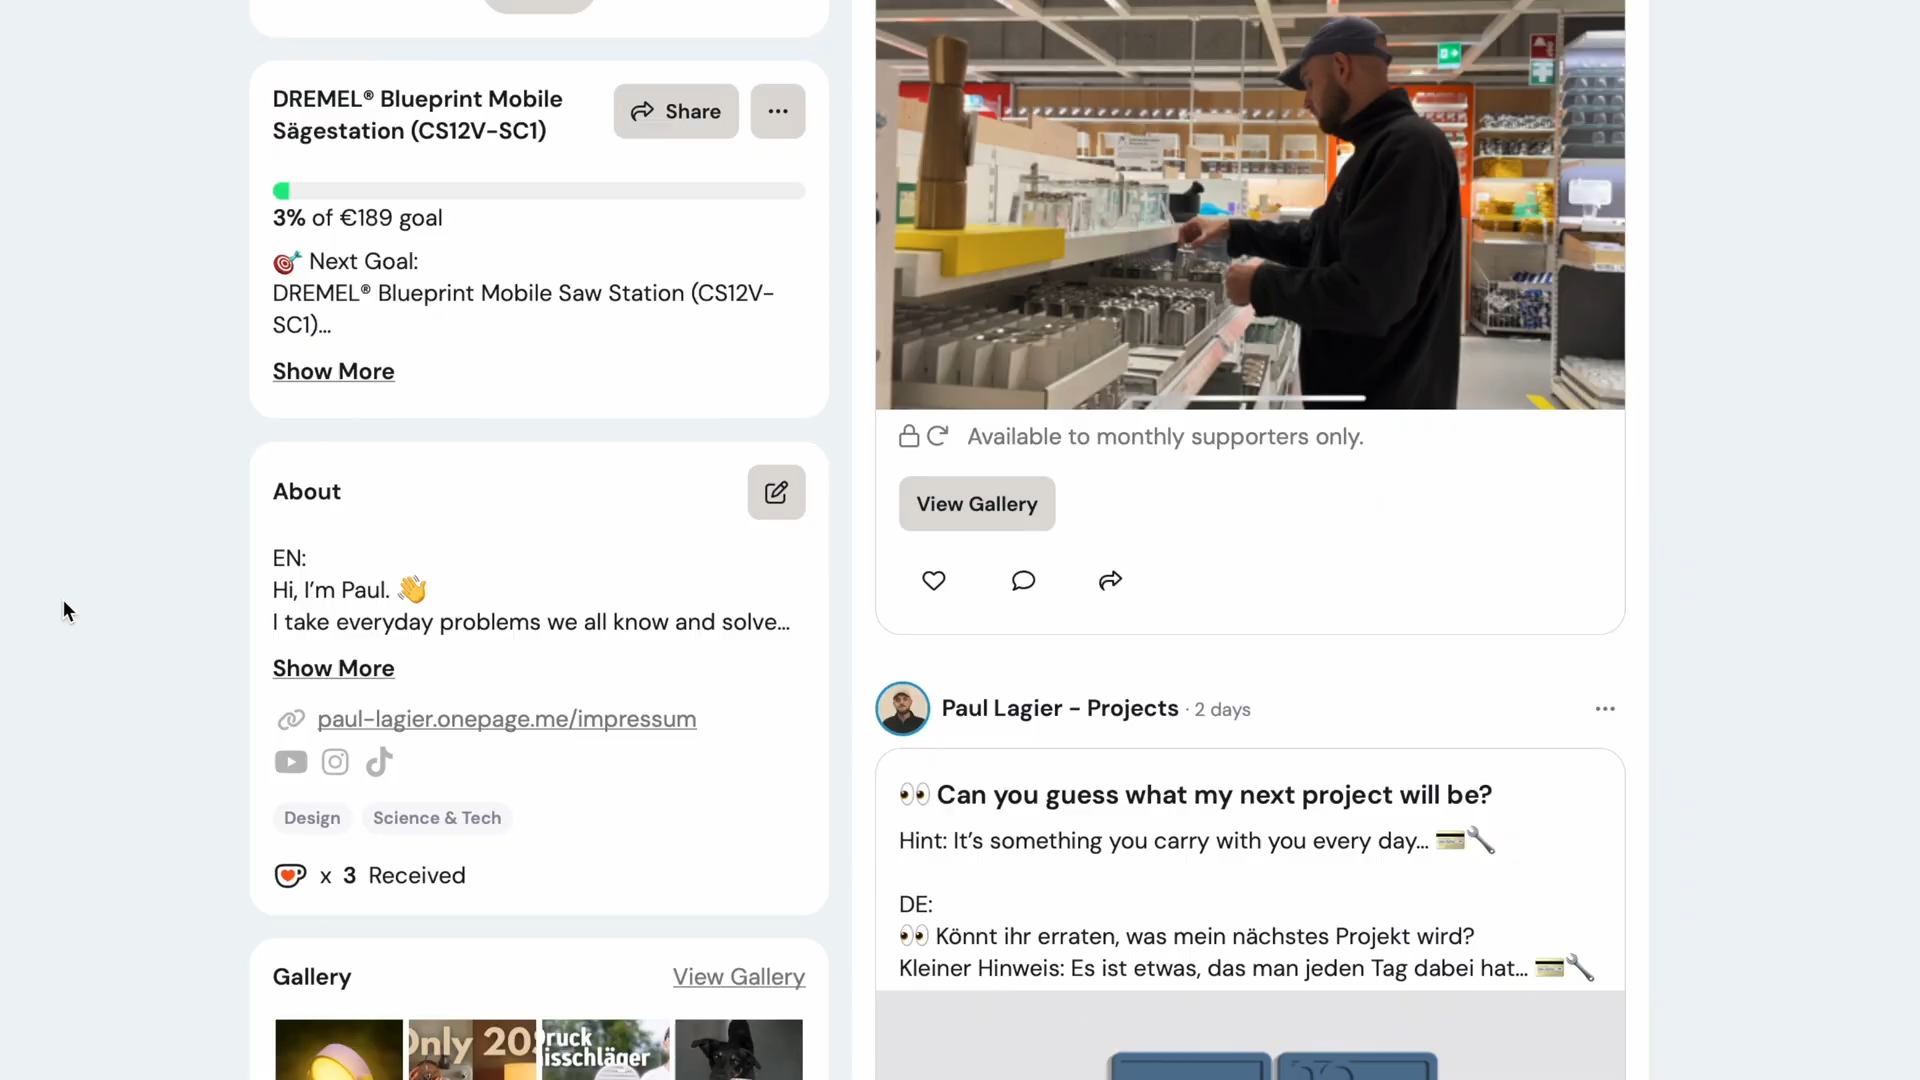 DREMEL® Blueprint Mobile
Sägestation (CS12V-SC1)
Share
3% of €189 goal
🎯 Next Goal:
DREMEL® Blueprint Mobile Saw Station (CS12V-
SC1)...
Show More
About
EN:
Hi, I'm Paul. 👋
I take everyday problems we all know and solve...
Show More
paul-lagier.onepage.me/impressum
Design
Science & Tech
x 3 Received
Gallery
View Gallery
Only 20
Druck
isschläger
Available to monthly supporters only.
View Gallery
Paul Lagier - Projects · 2 days
👀 Can you guess what my next project will be?
Hint: It's something you carry with you every day... 💳🔧
DE:
👀 Könnt ihr erraten, was mein nächstes Projekt wird?
Kleiner Hinweis: Es ist etwas, das man jeden Tag dabei hat... 💳🔧